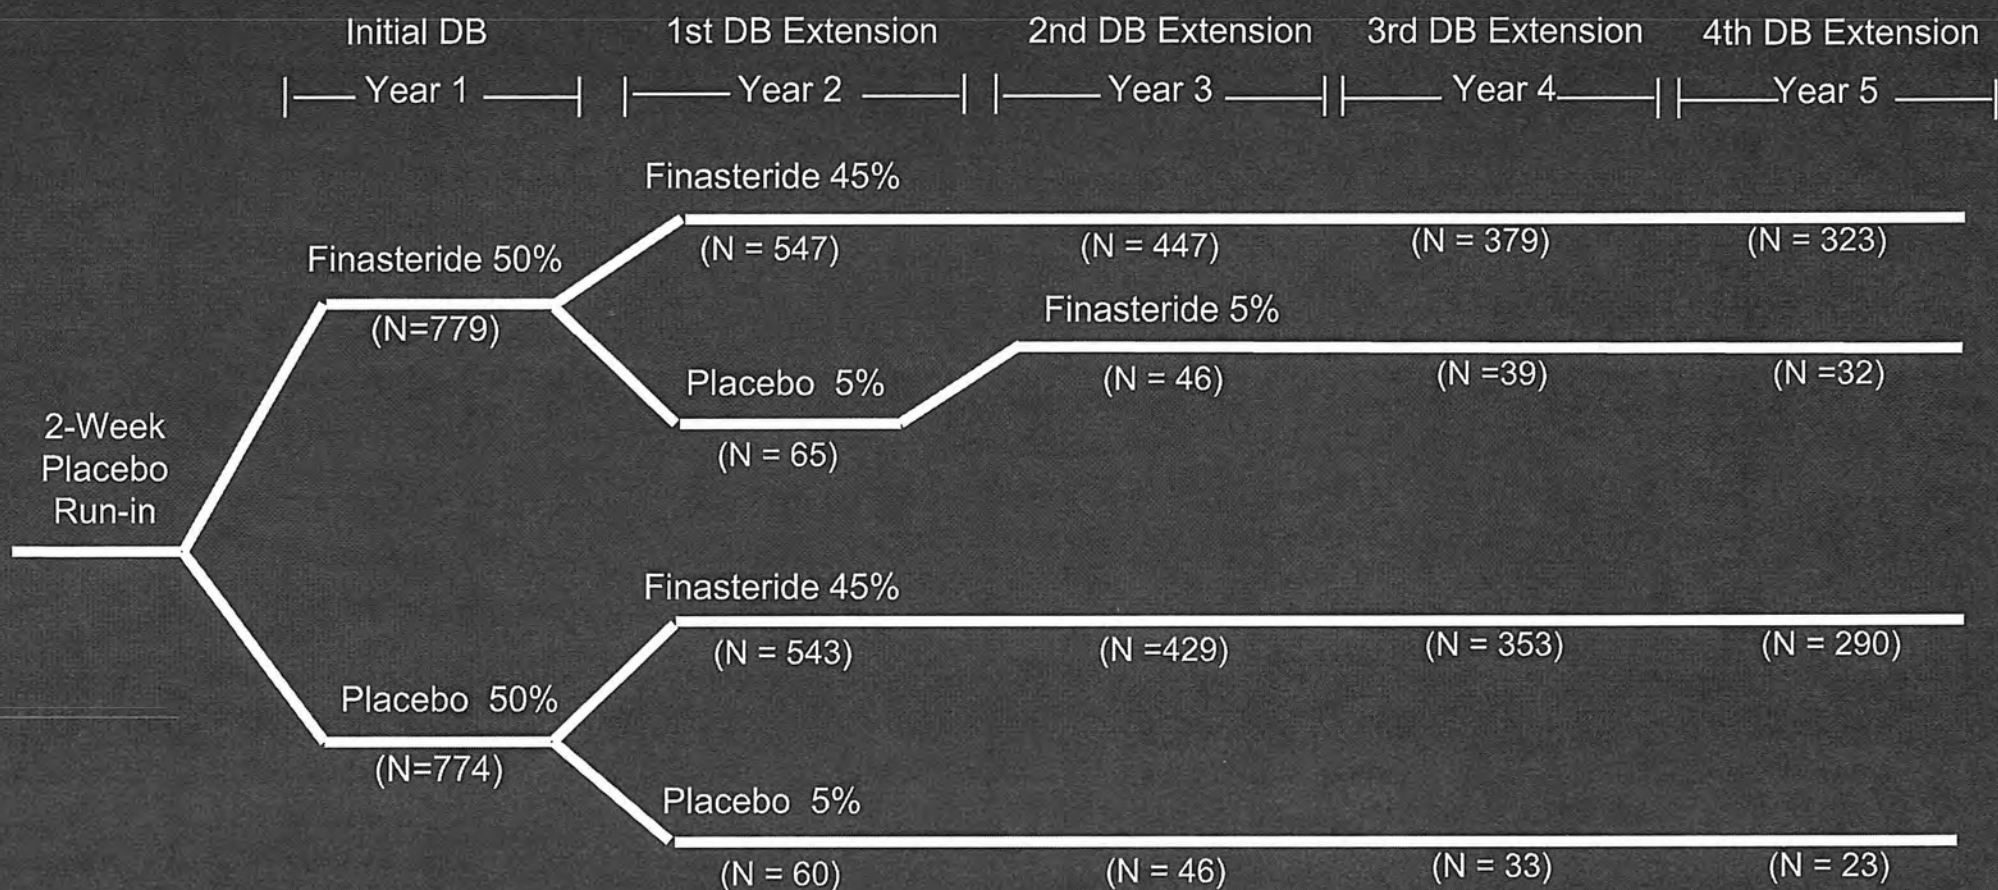 Initial DB
1st DB Extension
2nd DB Extension
3rd DB Extension
4th DB Extension
Year 1
Year 2
Year 3
Year 4
Year 5
Finasteride 45%
(N = 547)
(N = 447)
(N = 379)
(N = 323)
Finasteride 50%
(N=779)
Finasteride 5%
(N = 46)
(N =39)
(N =32)
Placebo 5%
(N = 65)
2-Week
Placebo
Run-in
Finasteride 45%
(N = 543)
(N =429)
(N = 353)
(N = 290)
Placebo 50%
(N=774)
Placebo 5%
(N = 60)
(N = 46)
(N = 33)
(N = 23)